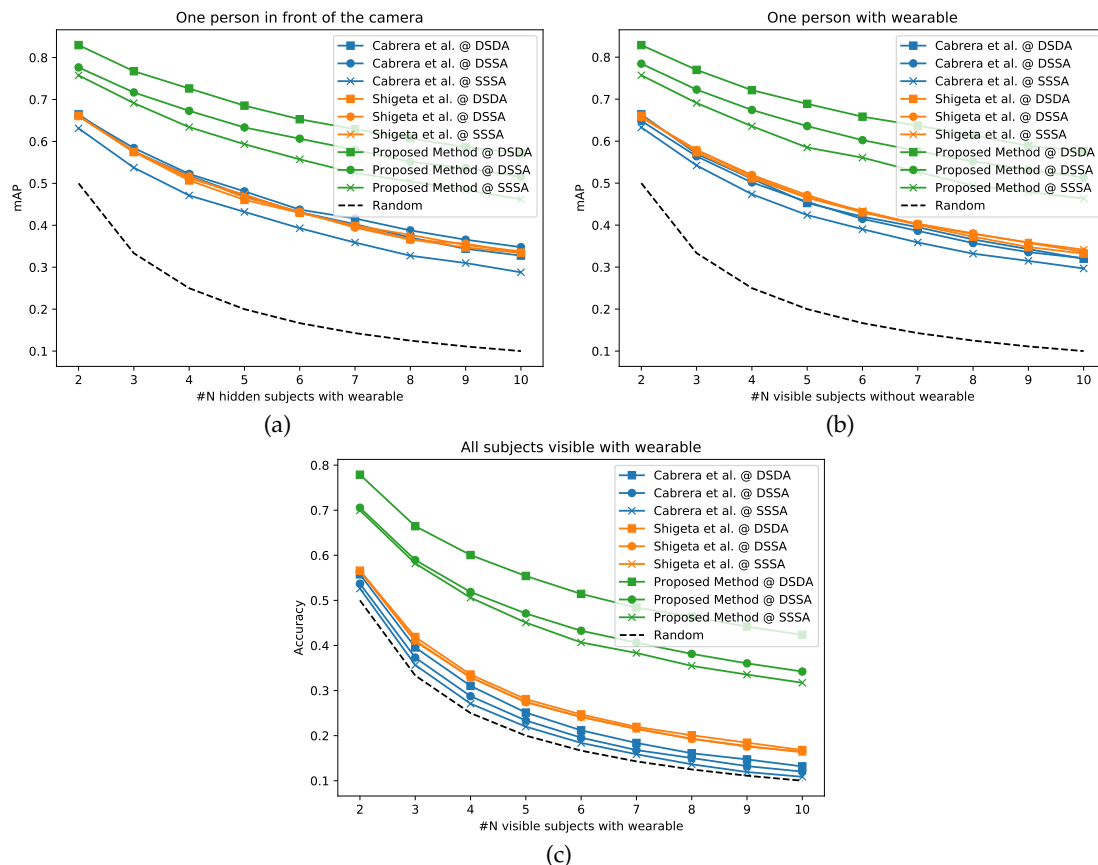 One person in front of the camera
mAP
0.8
0.7
0.6
0.5
0.4
0.3
0.2
0.1
Cabrera et al. @ DSDA
Cabrera et al. @ DSSA
Cabrera et al. @ SSSA
Shigeta et al. @ DSDA
Shigeta et al. @ DSSA
Shigeta et al. @ SSSA
Proposed Method @ DSDA
Proposed Method @ DSSA
Proposed Method @ SSSA
Random
2 3 4 5 6 7 8 9 10
#N hidden subjects with wearable
(a)
One person with wearable
mAP
0.8
0.7
0.6
0.5
0.4
0.3
0.2
0.1
Cabrera et al. @ DSDA
Cabrera et al. @ DSSA
Cabrera et al. @ SSSA
Shigeta et al. @ DSDA
Shigeta et al. @ DSSA
Shigeta et al. @ SSSA
Proposed Method @ DSDA
Proposed Method @ DSSA
Proposed Method @ SSSA
Random
2 3 4 5 6 7 8 9 10
#N visible subjects without wearable
(b)
All subjects visible with wearable
Accuracy
0.8
0.7
0.6
0.5
0.4
0.3
0.2
0.1
Cabrera et al. @ DSDA
Cabrera et al. @ DSSA
Cabrera et al. @ SSSA
Shigeta et al. @ DSDA
Shigeta et al. @ DSSA
Shigeta et al. @ SSSA
Proposed Method @ DSDA
Proposed Method @ DSSA
Proposed Method @ SSSA
Random
2 3 4 5 6 7 8 9 10
#N visible subjects with wearable
(c)